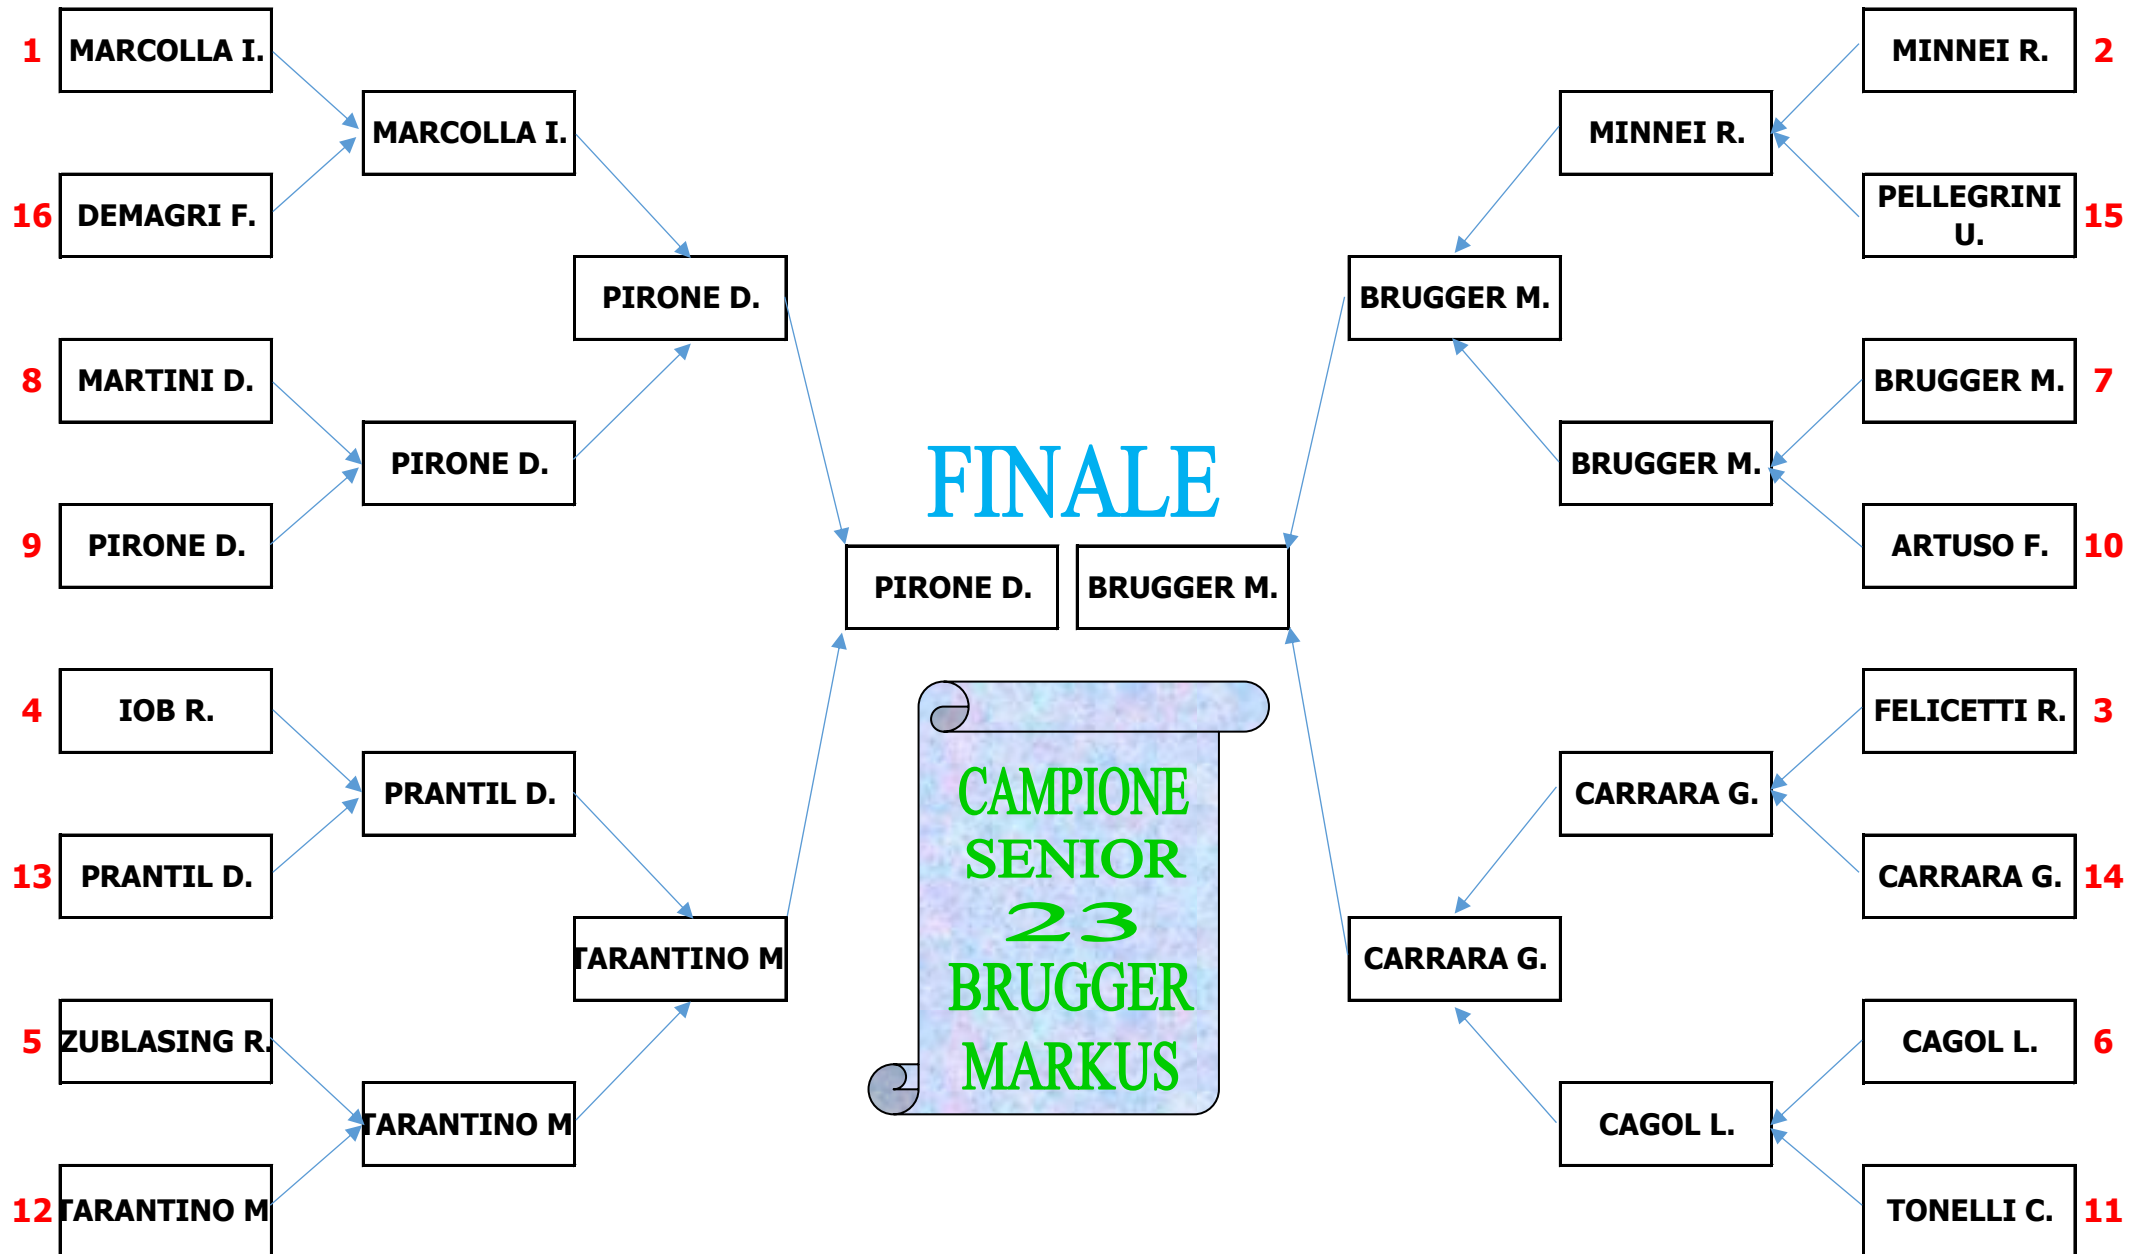 1 MARCOLLA I.
MINNEI R. 2
MARCOLLA I.
MINNEI R.
16 DEMAGRI F.
PELLEGRINI
U.
15
PIRONE D.
BRUGGER M.
8 MARTINI D.
BRUGGER M. 7
PIRONE D.
BRUGGER M.
FINALE
9 PIRONE D.
ARTUSO F. 10
PIRONE D.
BRUGGER M.
4 IOB R.
FELICETTI R. 3
PRANTIL D.
CARRARA G.
13 PRANTIL D.
CARRARA G. 14
TARANTINO M
CARRARA G.
5 ZUBLASING R.
CAGOL L. 6
TARANTINO M
CAGOL L.
12 TARANTINO M
TONELLI C. 11
CAMPIONE
SENIOR
23
BRUGGER
MARKUS